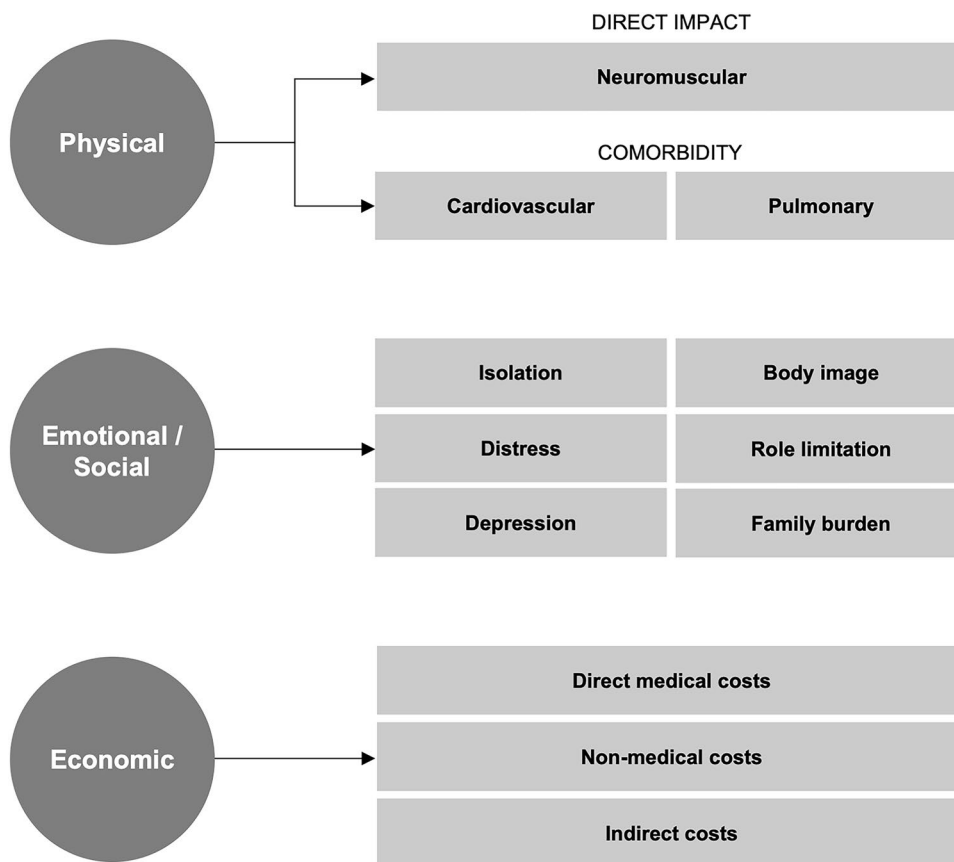 DIRECT IMPACT
Neuromuscular
Physical
COMORBIDITY
Cardiovascular
Pulmonary
Isolation
Body image
Emotional /
Social
Distress
Role limitation
Depression
Family burden
Direct medical costs
Economic
Non-medical costs
Indirect costs